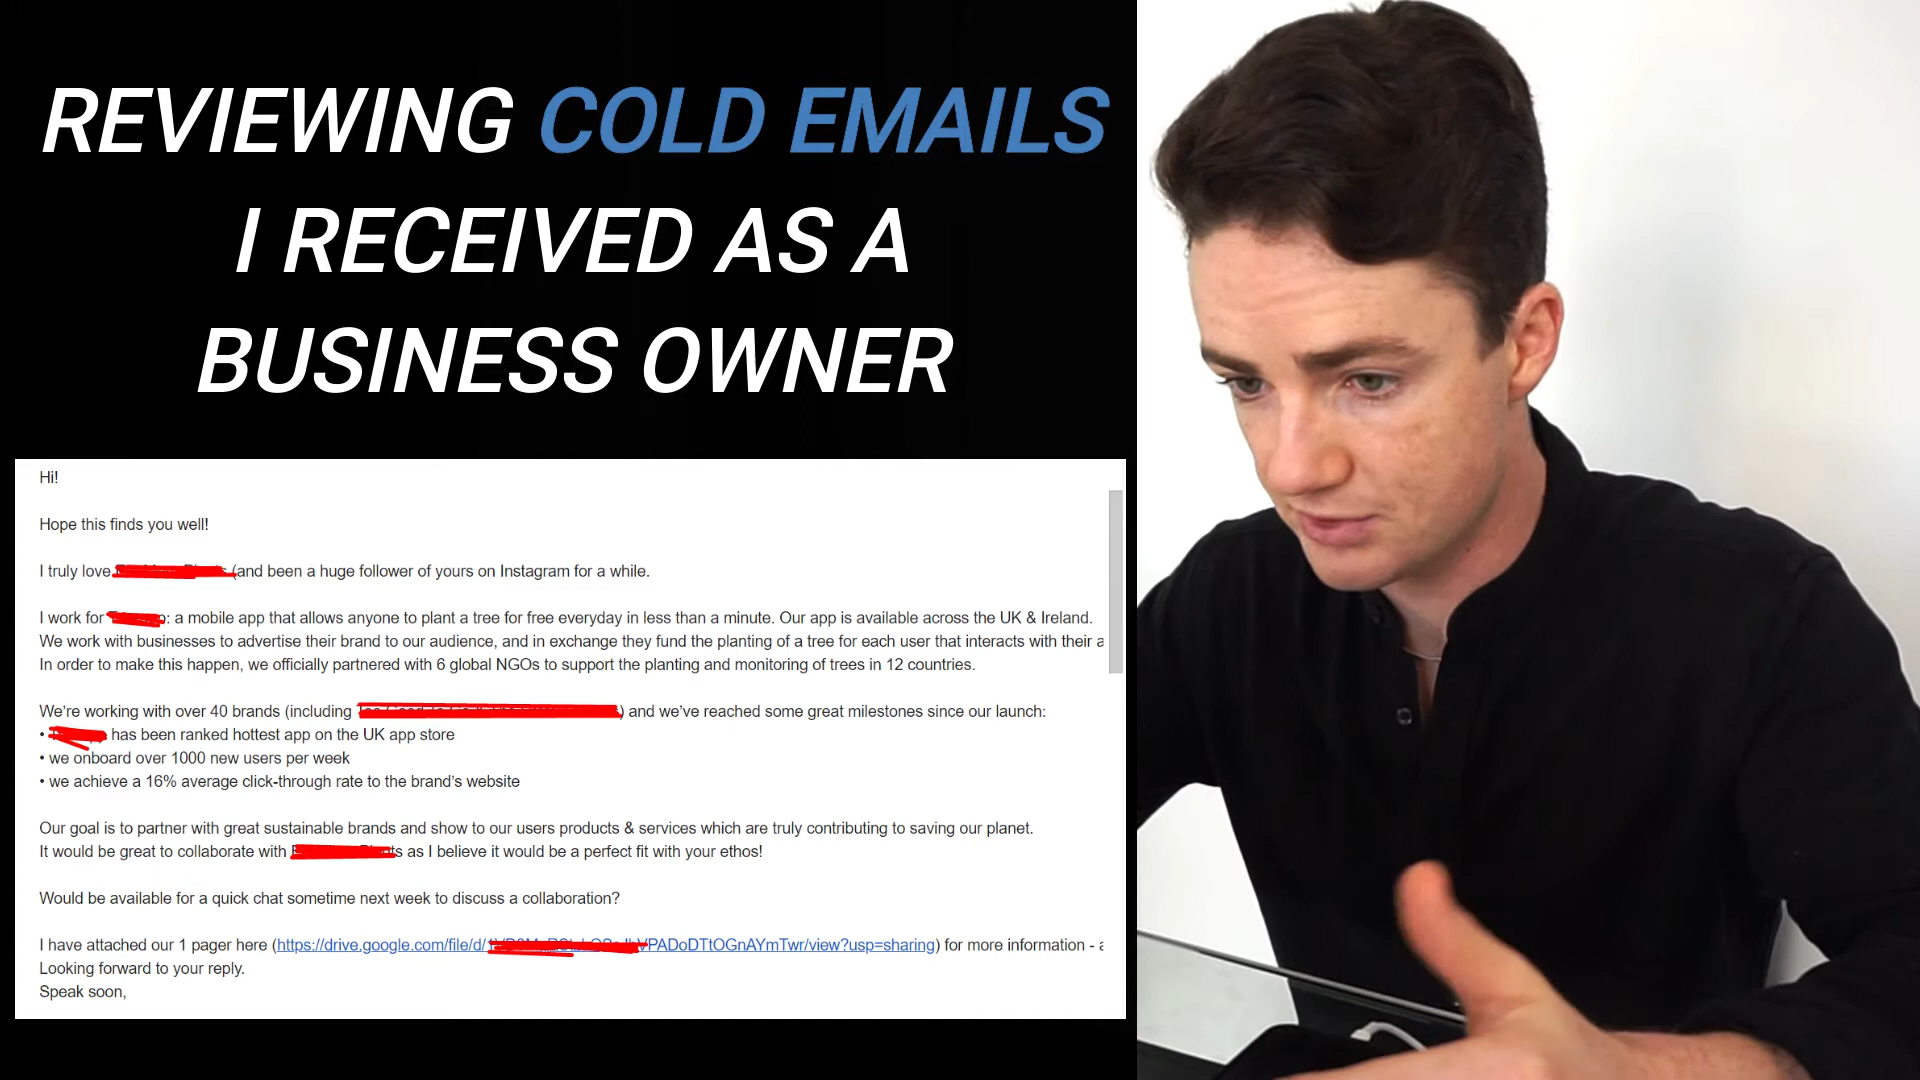 REVIEWING COLD EMAILS
I RECEIVED AS A
BUSINESS OWNER
Hi!
Hope this finds you well!
I truly love (and been a huge follower of yours on Instagram for a while.
I work for : a mobile app that allows anyone to plant a tree for free everyday in less than a minute. Our app is available across the UK & Ireland.
We work with businesses to advertise their brand to our audience, and in exchange they fund the planting of a tree for each user that interacts with their a
In order to make this happen, we officially partnered with 6 global NGOs to support the planting and monitoring of trees in 12 countries.
We're working with over 40 brands (including ) and we've reached some great milestones since our launch:
• has been ranked hottest app on the UK app store
• we onboard over 1000 new users per week
• we achieve a 16% average click-through rate to the brand's website
Our goal is to partner with great sustainable brands and show to our users products & services which are truly contributing to saving our planet.
It would be great to collaborate with as I believe it would be a perfect fit with your ethos!
Would be available for a quick chat sometime next week to discuss a collaboration?
I have attached our 1 pager here (https://drive.google.com/file/d/ VPADoDTtOGnAYmTwr/view?usp=sharing) for more information - a
Looking forward to your reply.
Speak soon,